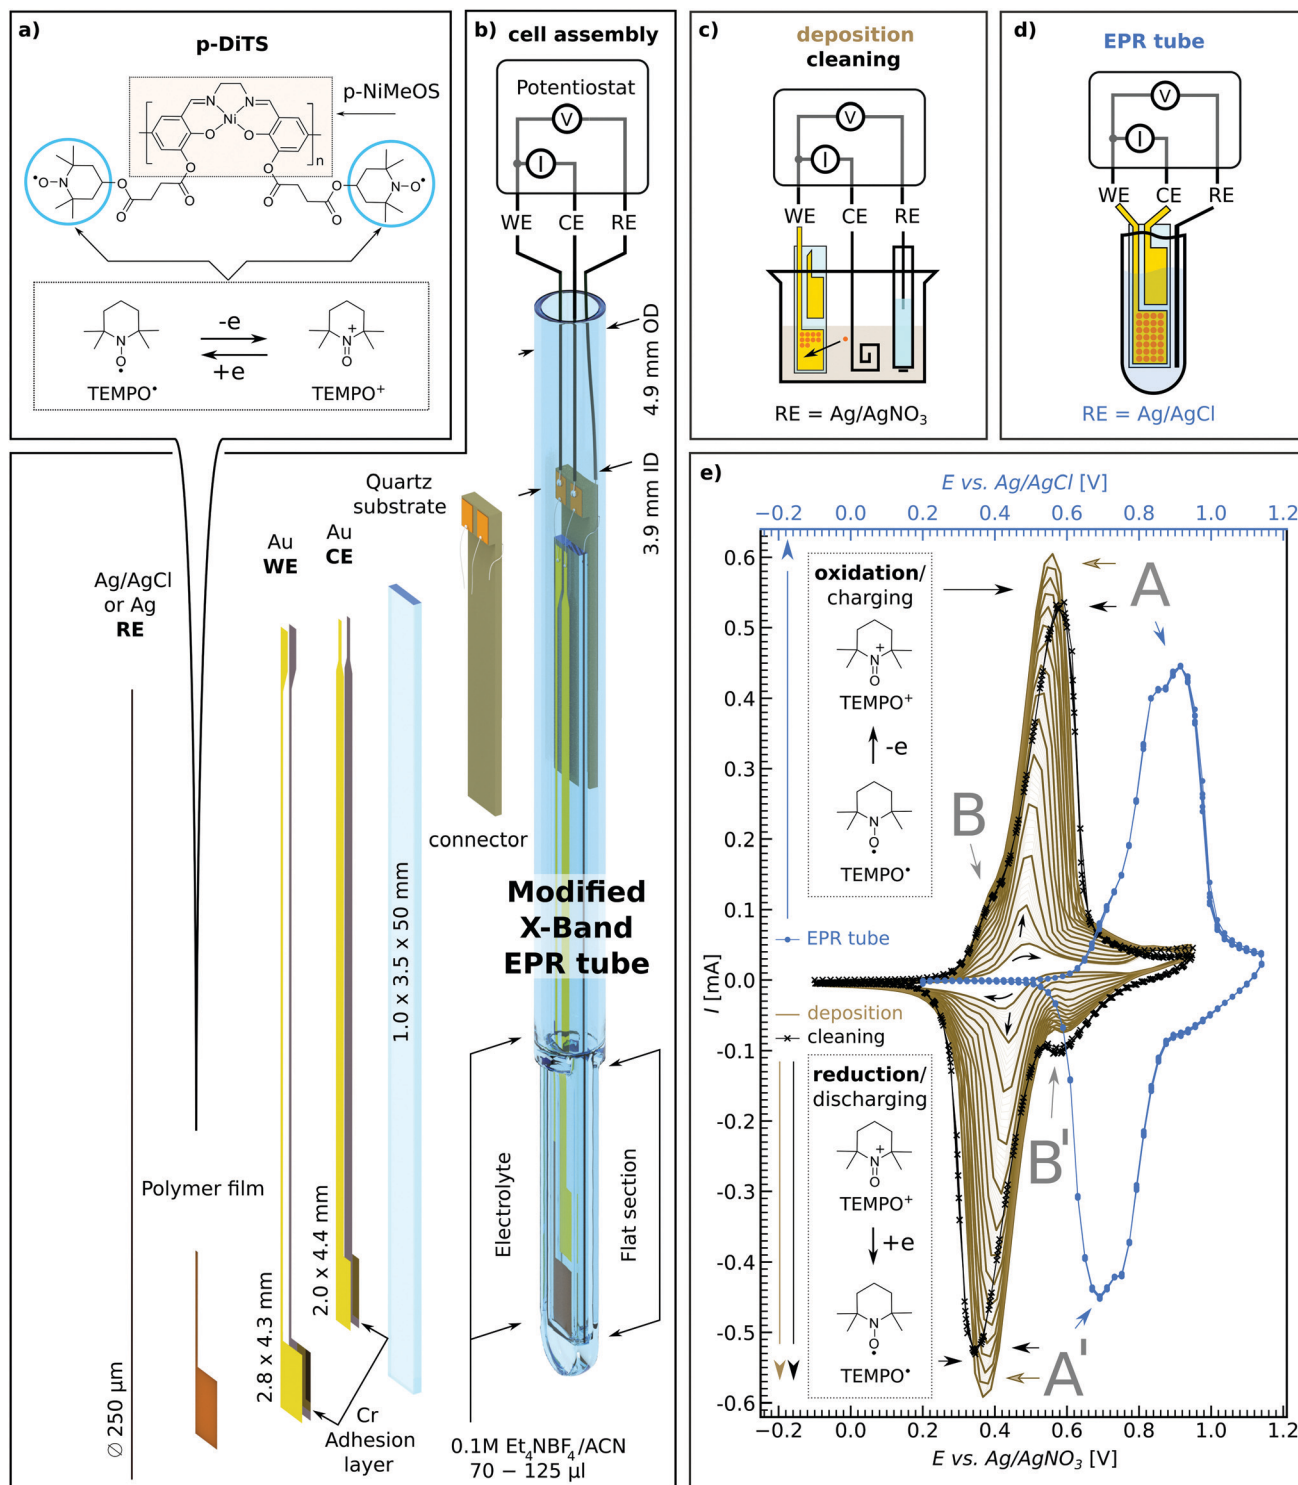 a)
p-DiTS
p-NiMeOS
N
N
Ni
O
O
n
O
O
N
O
O
O
O
O
O
N
O
-e
+e
N
O
TEMPO•
N
+
O
TEMPO+
b)
cell assembly
Potentiostat
V
I
WE
CE
RE
4.9 mm OD
3.9 mm ID
Quartz
substrate
connector
Au
WE
Au
CE
Ag/AgCl
or Ag
RE
1.0 x 3.5 x 50 mm
Modified
X-Band
EPR tube
Polymer film
2.8 x 4.3 mm
2.0 x 4.4 mm
Electrolyte
Flat section
Ø 250 µm
Cr
Adhesion
layer
0.1M Et4NBF4/ACN
70 − 125 µl
c)
deposition
cleaning
V
I
WE
CE
RE
RE = Ag/AgNO3
d)
EPR tube
V
I
WE
CE
RE
RE = Ag/AgCl
e)
E vs. Ag/AgCl [V]
−0.2 0.0 0.2 0.4 0.6 0.8 1.0 1.2
0.6
0.5
0.4
0.3
0.2
0.1
0.0
-0.1
-0.2
-0.3
-0.4
-0.5
-0.6
I [mA]
oxidation/
charging
N
+
O
TEMPO+
-e
N
O
TEMPO•
EPR tube
deposition
cleaning
reduction/
discharging
N
+
O
TEMPO+
+e
N
O
TEMPO•
A
B
B'
A'
−0.2 0.0 0.2 0.4 0.6 0.8 1.0 1.2
E vs. Ag/AgNO3 [V]